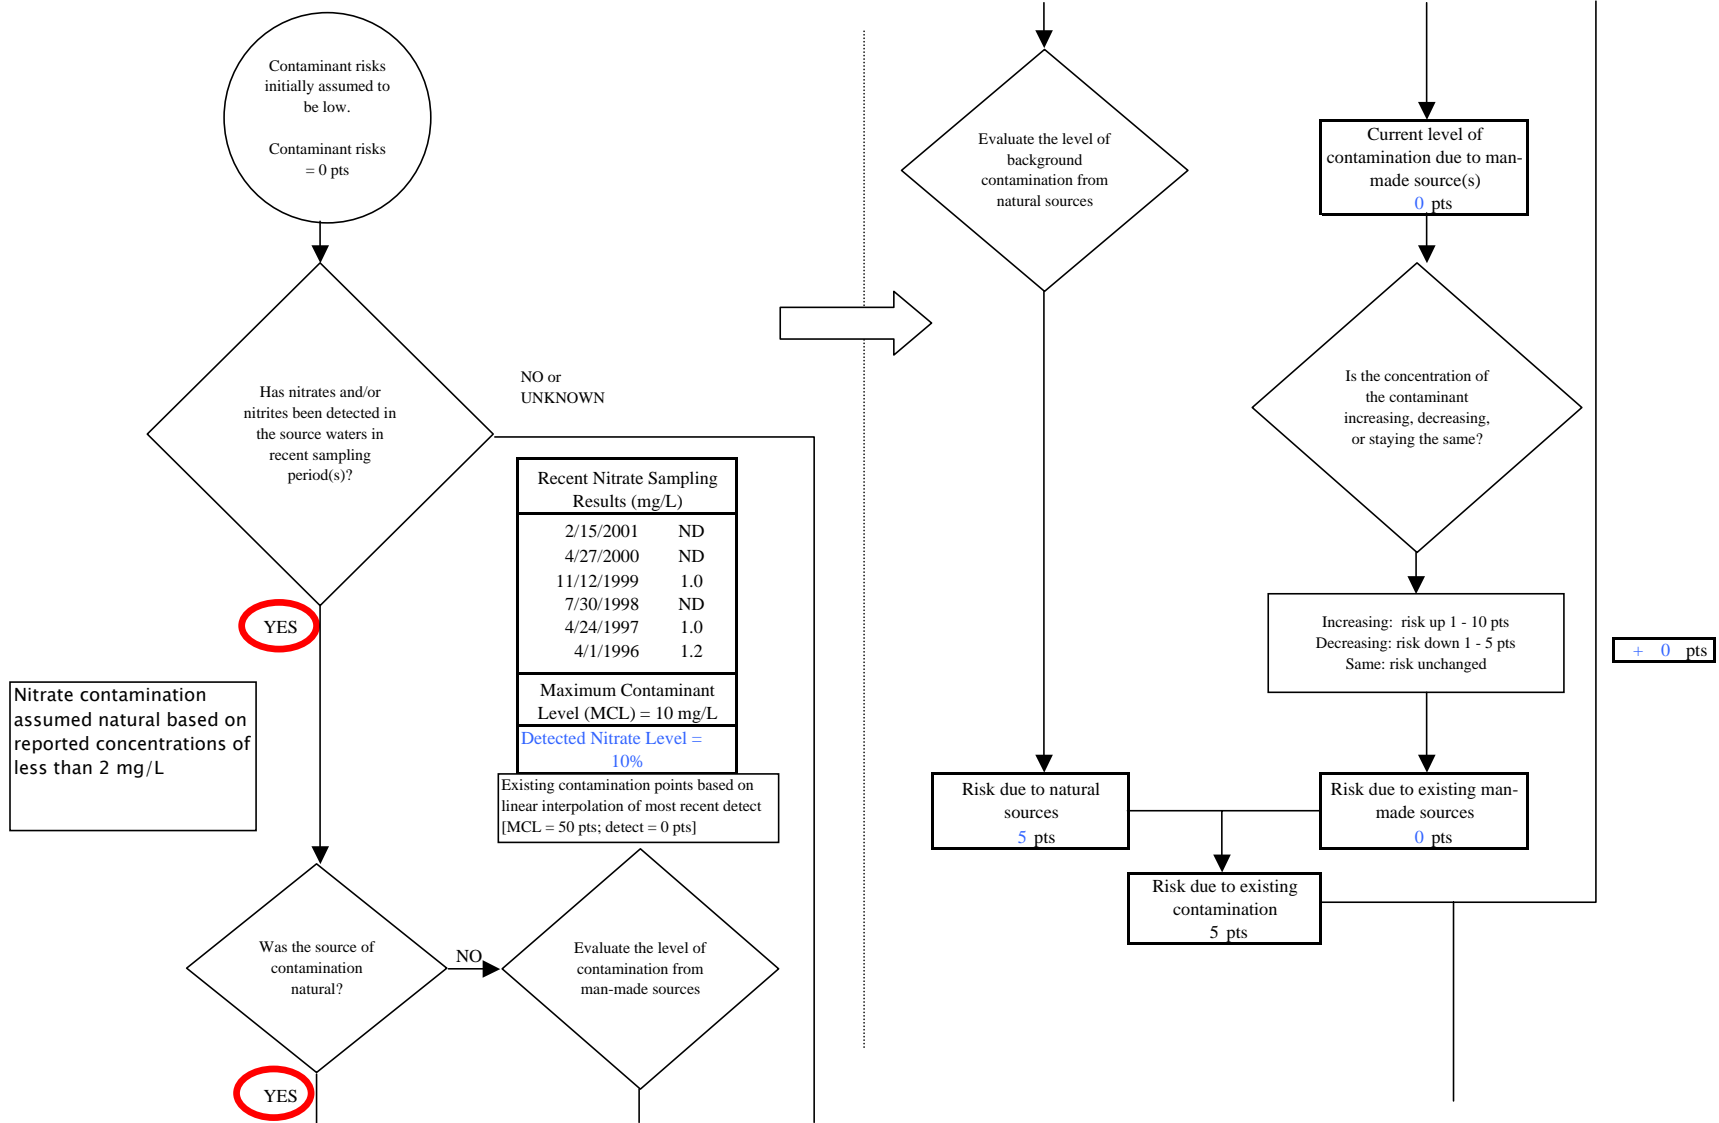 Contaminant risks
initially assumed to
be low.
Contaminant risks
= 0 pts
Has nitrates and/or
nitrites been detected in
the source waters in
recent sampling
period(s)?
NO or
UNKNOWN
YES
Recent Nitrate Sampling
Results (mg/L)
2/15/2001 ND
4/27/2000 ND
11/12/1999 1.0
7/30/1998 ND
4/24/1997 1.0
4/1/1996 1.2
Maximum Contaminant
Level (MCL) = 10 mg/L
Detected Nitrate Level =
10%
Existing contamination points based on
linear interpolation of most recent detect
[MCL = 50 pts; detect = 0 pts]
Nitrate contamination
assumed natural based on
reported concentrations of
less than 2 mg/L
Was the source of
contamination
natural?
NO
Evaluate the level of
contamination from
man-made sources
YES
Evaluate the level of
background
contamination from
natural sources
Current level of
contamination due to man-
made source(s)
0 pts
Is the concentration of
the contaminant
increasing, decreasing,
or staying the same?
Increasing: risk up 1 - 10 pts
Decreasing: risk down 1 - 5 pts
Same: risk unchanged
+ 0 pts
Risk due to natural
sources
5 pts
Risk due to existing man-
made sources
0 pts
Risk due to existing
contamination
5 pts